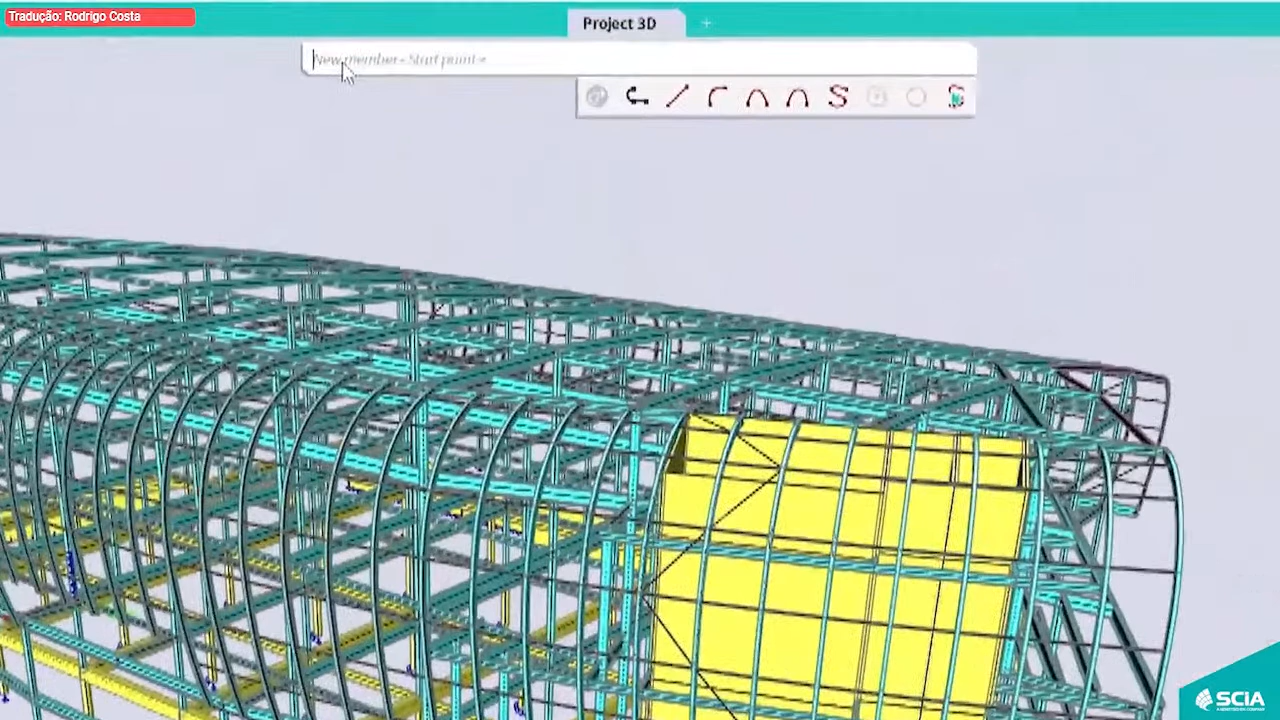 Tradução: Rodrigo Costa
Project 3D
New member - Start point =
SCIA